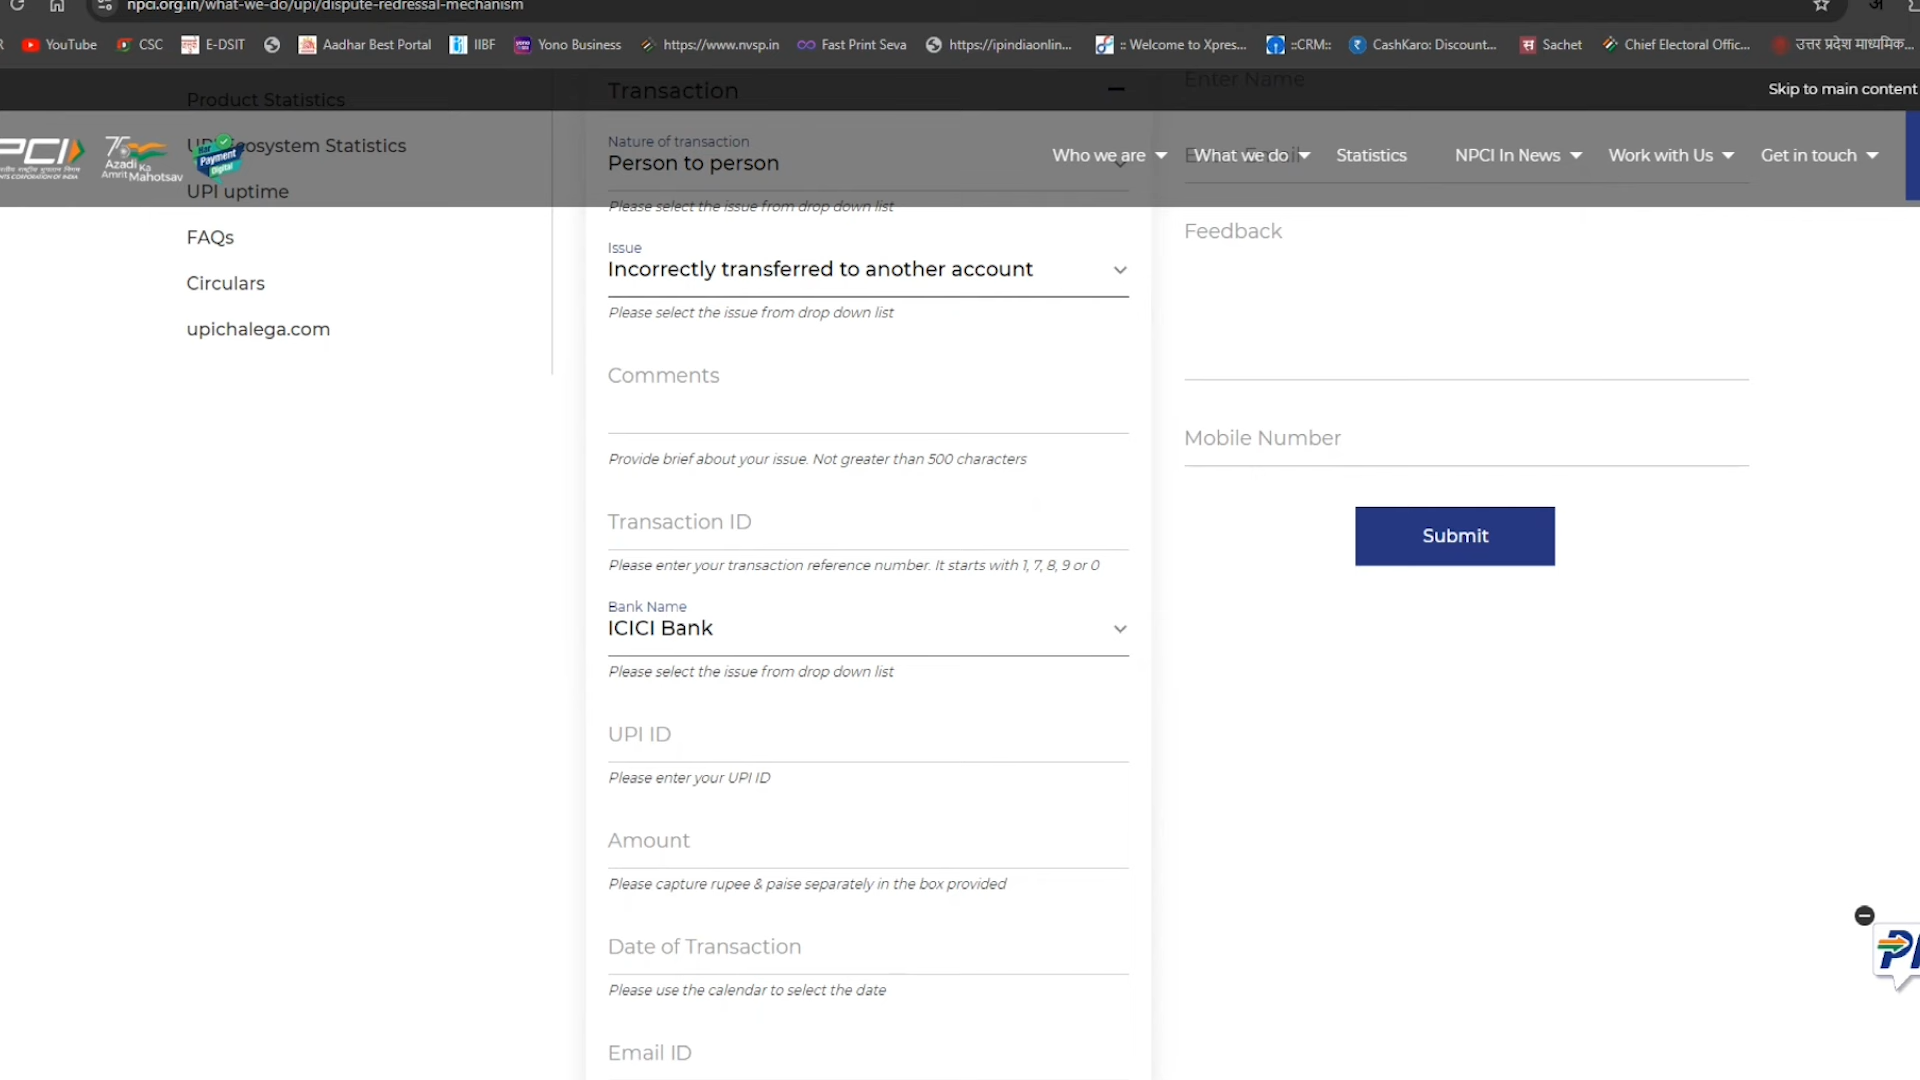 npci.org.in/what-we-do/upi/dispute-redressal-mechanism
YouTube CSC E-DSIT Aadhar Best Portal IIBF Yono Business https://www.nvsp.in Fast Print Seva https://ipindiaonlin... :: Welcome to Xpres... ::CRM:: CashKaro: Discount... Sachet Chief Electoral Offic... उत्तर प्रदेश माध्यमिक...
Skip to main content
PCI
Azadi Ka Amrit Mahotsav
Har Payment Digital
Who we are What we do Statistics NPCI In News Work with Us Get in touch
Product Statistics
UPI Ecosystem Statistics
UPI uptime
FAQs
Circulars
upichalega.com
Transaction
Nature of transaction
Person to person
Please select the issue from drop down list
Issue
Incorrectly transferred to another account
Please select the issue from drop down list
Comments
Provide brief about your issue. Not greater than 500 characters
Transaction ID
Please enter your transaction reference number. It starts with 1, 7, 8, 9 or 0
Bank Name
ICICI Bank
Please select the issue from drop down list
UPI ID
Please enter your UPI ID
Amount
Please capture rupee & paise separately in the box provided
Date of Transaction
Please use the calendar to select the date
Email ID
Enter Name
Enter Email
Feedback
Mobile Number
Submit